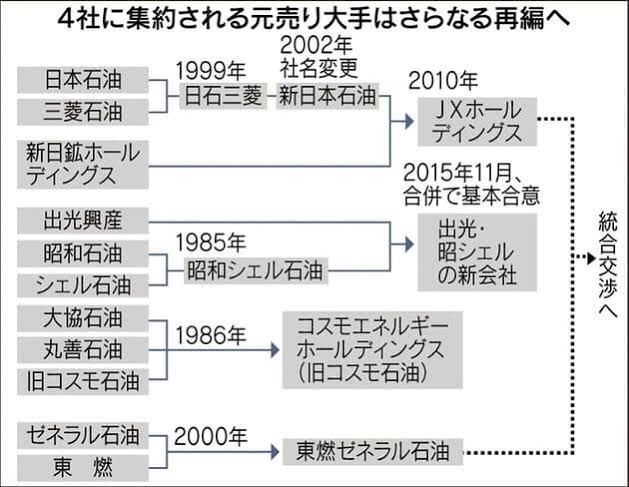 4社に集約される元売り大手はさらなる再編へ
日本石油
三菱石油
1999年
日石三菱
2002年
社名変更
新日本石油
新日鉱ホール
ディングス
2010年
JXホール
ディングス
出光興産
昭和石油
シェル石油
1985年
昭和シェル石油
2015年11月、
合併で基本合意
出光・
昭シェル
の新会社
大協石油
丸善石油
旧コスモ石油
1986年
コスモエネルギー
ホールディングス
(旧コスモ石油)
ゼネラル石油
東 燃
2000年
東燃ゼネラル石油
統合交渉へ